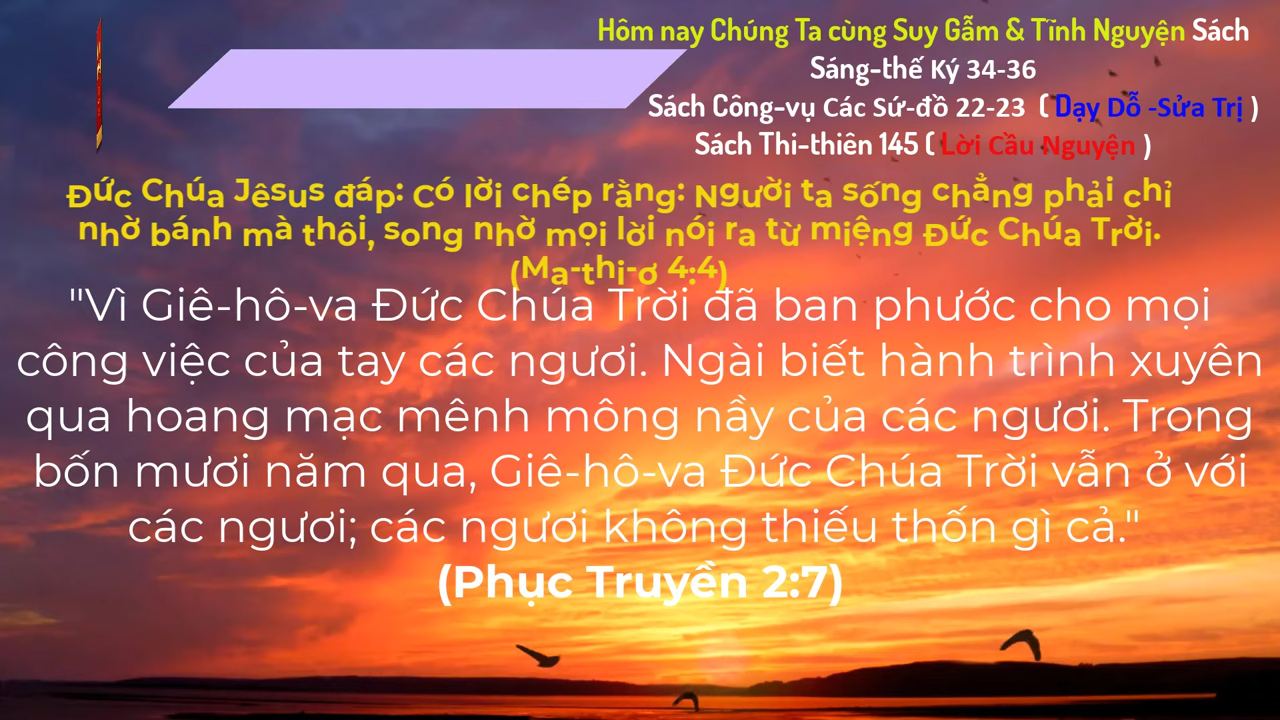 Hôm nay Chúng Ta cùng Suy Gẫm & Tĩnh Nguyện Sách
Sáng-thế Ký 34-36
Sách Công-vụ Các Sứ-đồ 22-23 ( Dạy Dỗ -Sửa Trị )
Sách Thi-thiên 145 ( Lời Cầu Nguyện )
Đức Chúa Jêsus đáp: Có lời chép rằng: Người ta sống chẳng phải chỉ
nhờ bánh mà thôi, song nhờ mọi lời nói ra từ miệng Đức Chúa Trời.
(Ma-thi-ơ 4:4)
"Vì Giê-hô-va Đức Chúa Trời đã ban phước cho mọi
công việc của tay các ngươi. Ngài biết hành trình xuyên
qua hoang mạc mênh mông nầy của các ngươi. Trong
bốn mươi năm qua, Giê-hô-va Đức Chúa Trời vẫn ở với
các ngươi; các ngươi không thiếu thốn gì cả."
(Phục Truyền 2:7)